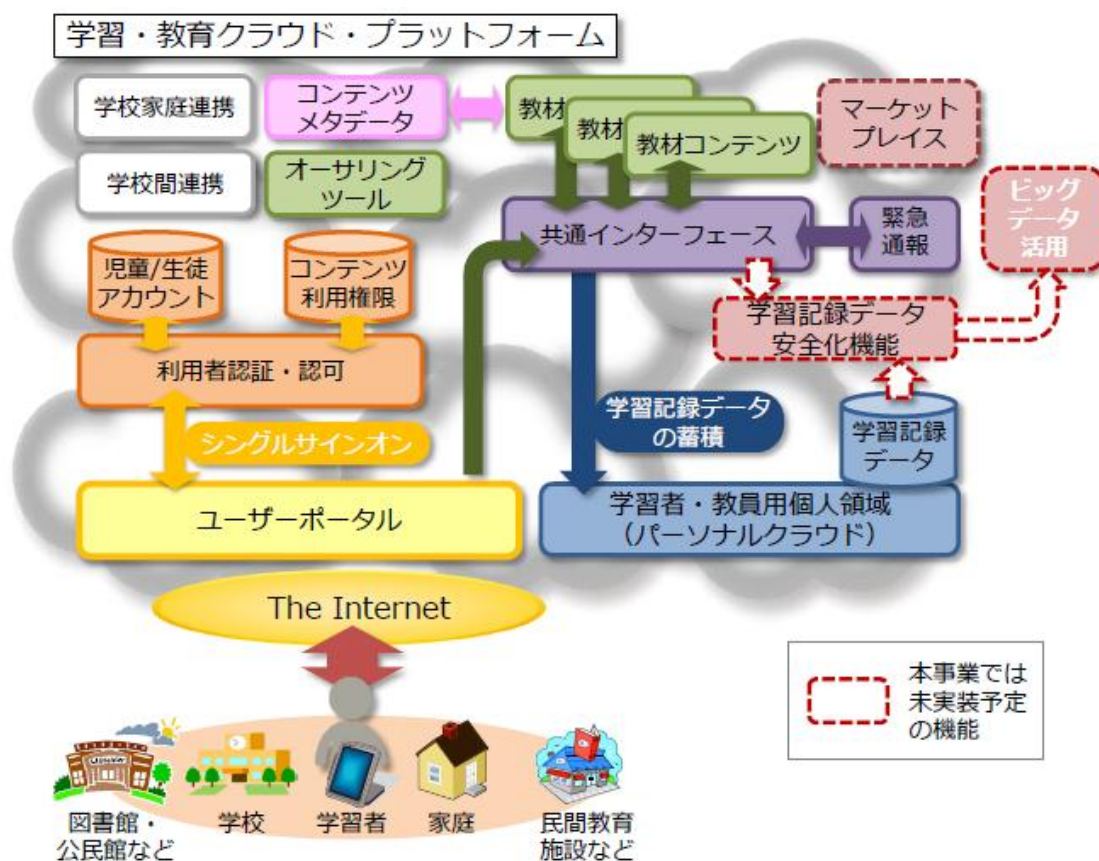 学習・教育クラウド・プラットフォーム
学校家庭連携
コンテンツ
メタデータ
教材
教材
教材コンテンツ
マーケット
プレイス
学校間連携
オーサリング
ツール
共通インターフェース
緊急
通報
ビッグ
データ
活用
児童/生徒
アカウント
コンテンツ
利用権限
学習記録データ
安全化機能
利用者認証・認可
シングルサインオン
学習記録データ
の蓄積
学習記録
データ
ユーザーポータル
学習者・教員用個人領域
(パーソナルクラウド)
The Internet
本事業では
未実装予定
の機能
図書館・
公民館など
学校
学習者
家庭
民間教育
施設など